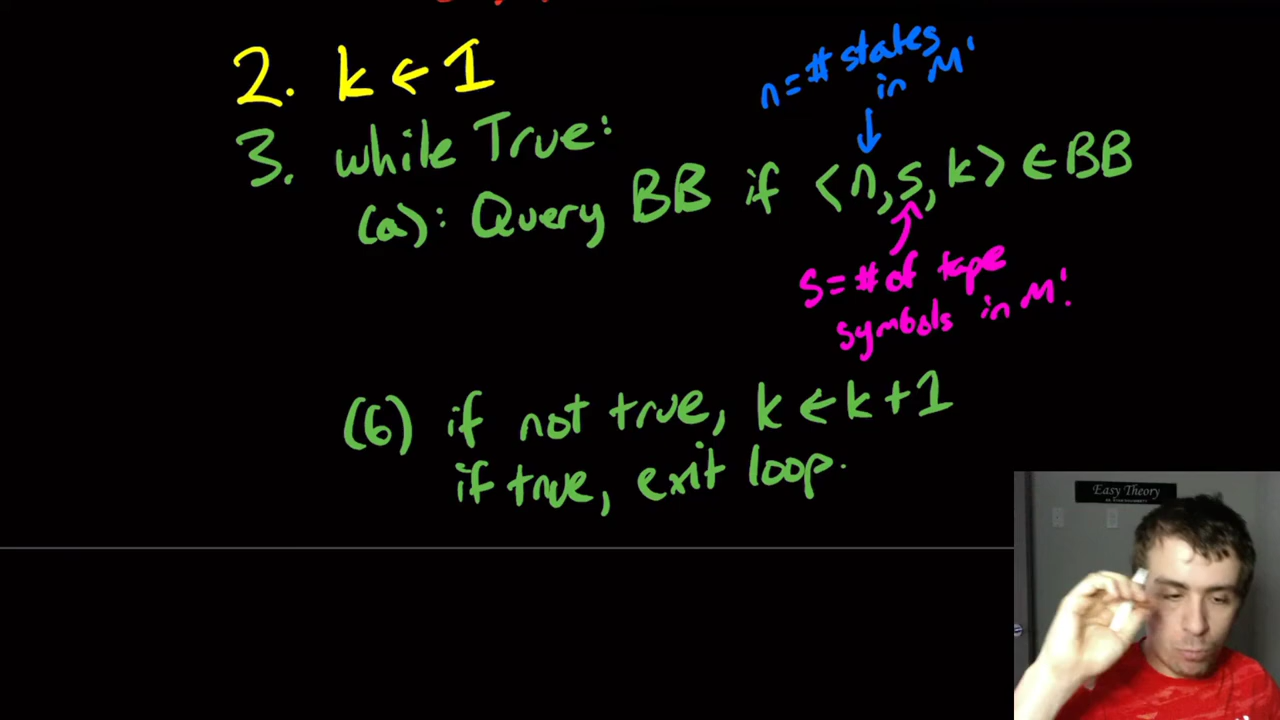 2. k ← 1
n = # states
in M'
3. while True:
(a): Query BB if <n, s, k> ∈ BB
s = # of tape
symbols in M'.
(b) if not true, k ← k + 1
if true, exit loop.
Easy Theory